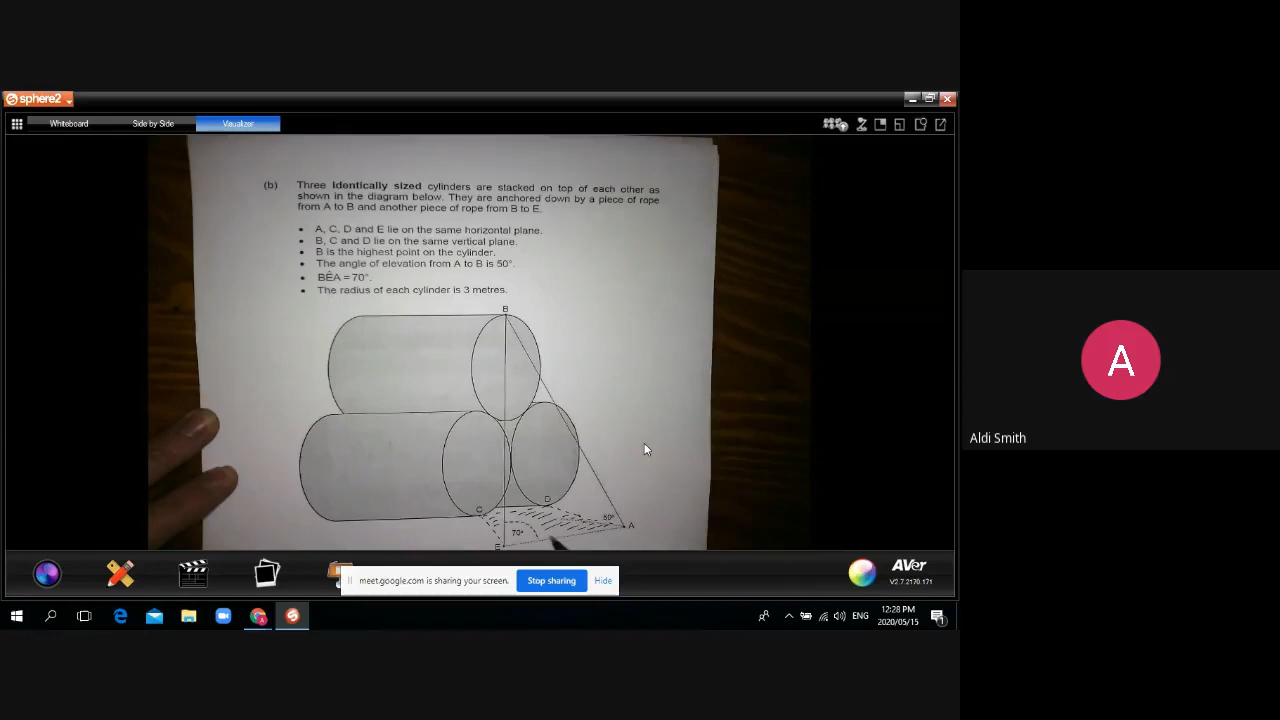 sphere2
Whiteboard
Side by Side
Visualizer
(b) Three identically sized cylinders are stacked on top of each other as
shown in the diagram below. They are anchored down by a piece of rope
from A to B and another piece of rope from B to E.
• A, C, D and E lie on the same horizontal plane.
• B, C and D lie on the same vertical plane.
• B is the highest point on the cylinder.
• The angle of elevation from A to B is 50°.
• BÊA = 70°.
• The radius of each cylinder is 3 metres.
B
C
D
50°
A
70°
E
A
Aldi Smith
meet.google.com is sharing your screen.
Stop sharing
Hide
AVer
V2.7.2170.171
ENG
12:28 PM
2020/05/15
1